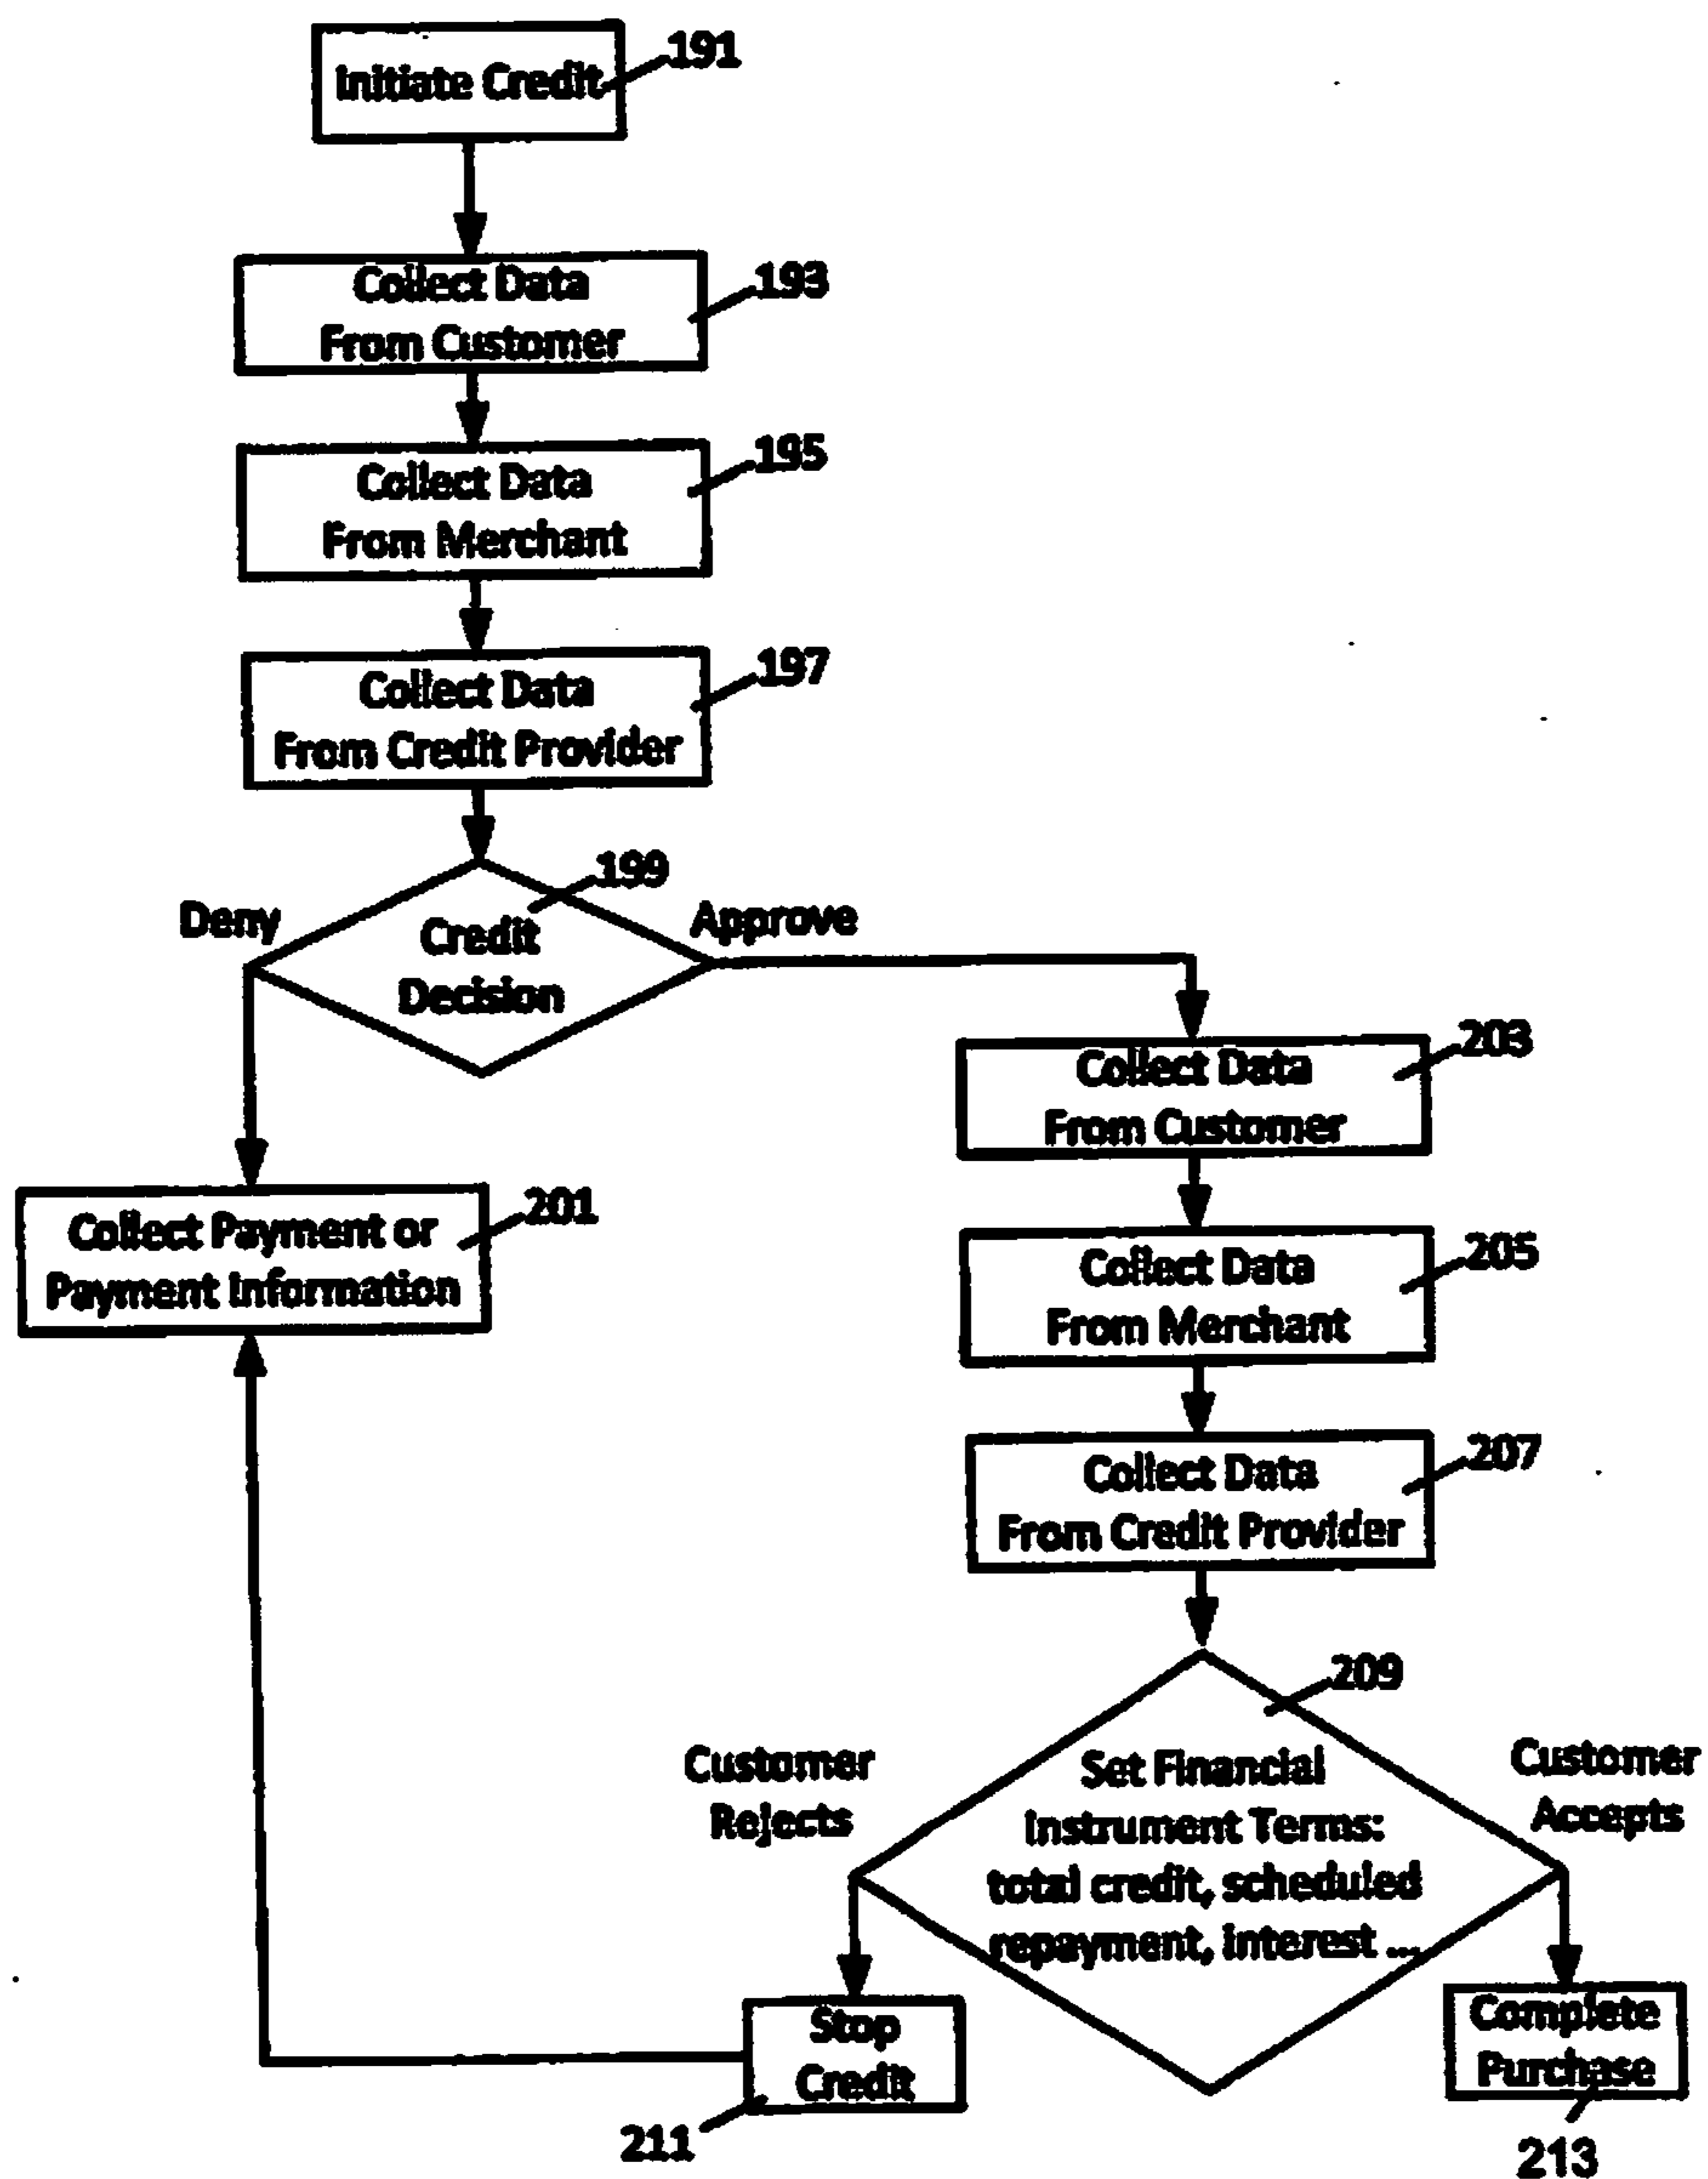 Initiate Credit
191
Collect Data
From Customer
193
Collect Data
From Merchant
195
Collect Data
From Credit Provider
197
199
Deny
Credit
Decision
Approve
203
Collect Data
From Customer
201
Collect Payment or
Payment Information
205
Collect Data
From Merchant
207
Collect Data
From Credit Provider
209
Customer
Rejects
Set Financial
Instrument Terms:
total credit, scheduled
repayment, interest ...
Customer
Accepts
Stop
Credit
211
Complete
Purchase
213